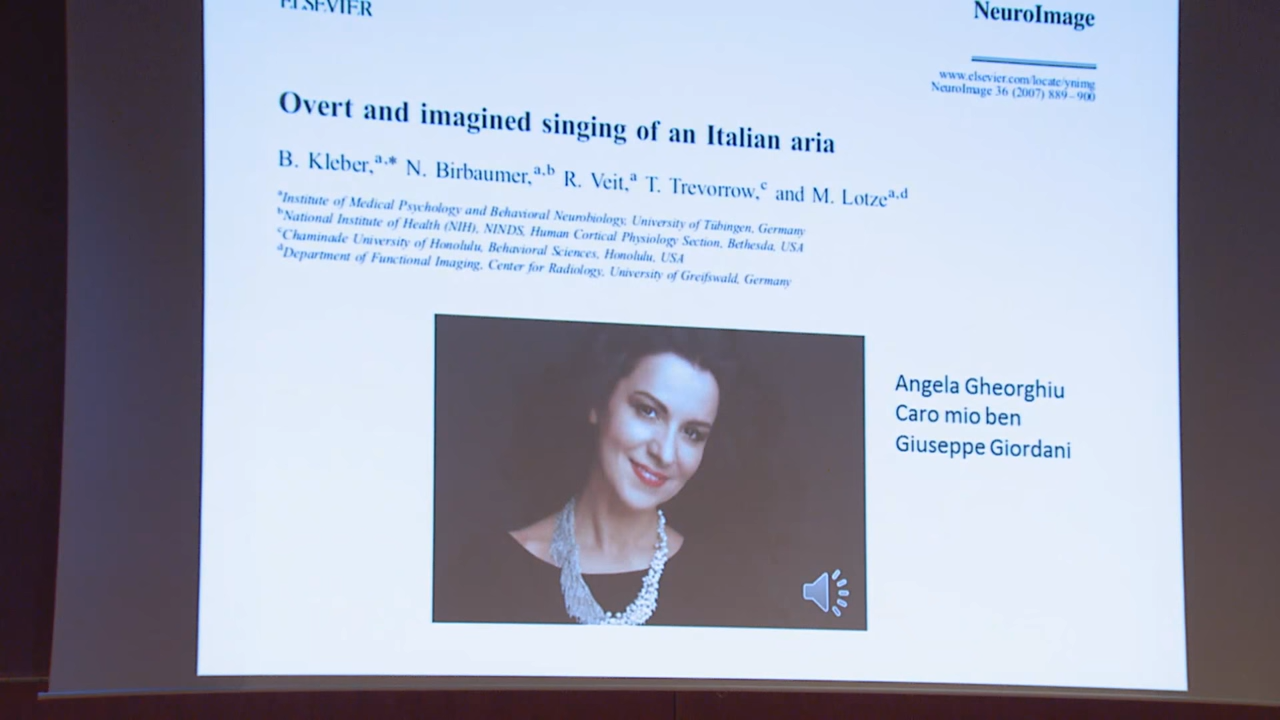 ELSEVIER
NeuroImage
www.elsevier.com/locate/ynimg
NeuroImage 36 (2007) 889 – 900
Overt and imagined singing of an Italian aria
B. Kleber,a,* N. Birbaumer,a,b R. Veit,a T. Trevorrow,c and M. Lotzea,d
aInstitute of Medical Psychology and Behavioral Neurobiology, University of Tübingen, Germany
bNational Institute of Health (NIH), NINDS, Human Cortical Physiology Section, Bethesda, USA
cChaminade University of Honolulu, Behavioral Sciences, Honolulu, USA
dDepartment of Functional Imaging, Center for Radiology, University of Greifswald, Germany
Angela Gheorghiu
Caro mio ben
Giuseppe Giordani